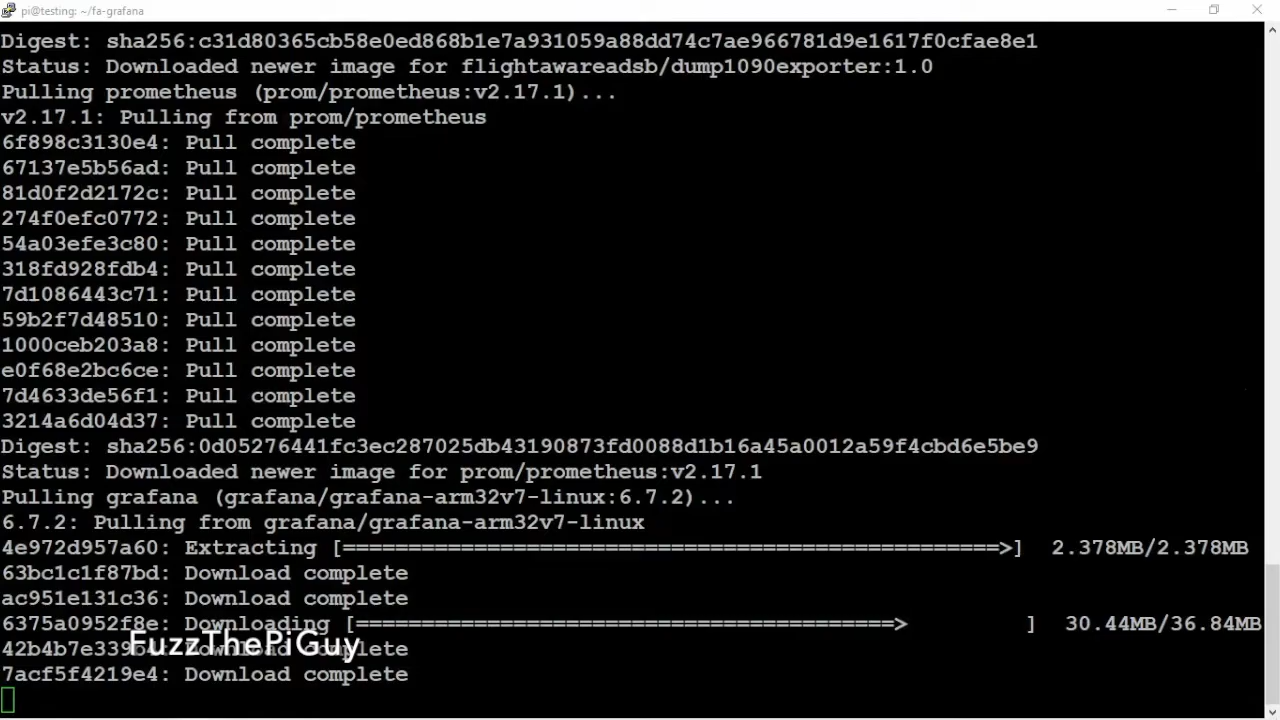 pi@testing: ~/fa-grafana
Digest: sha256:c31d80365cb58e0ed868b1e7a931059a88dd74c7ae966781d9e1617f0cfae8e1
Status: Downloaded newer image for flightawareadsb/dump1090exporter:1.0
Pulling prometheus (prom/prometheus:v2.17.1)...
v2.17.1: Pulling from prom/prometheus
6f898c3130e4: Pull complete
67137e5b56ad: Pull complete
81d0f2d2172c: Pull complete
274f0efc0772: Pull complete
54a03efe3c80: Pull complete
318fd928fdb4: Pull complete
7d1086443c71: Pull complete
59b2f7d48510: Pull complete
1000ceb203a8: Pull complete
e0f68e2bc6ce: Pull complete
7d4633de56f1: Pull complete
3214a6d04d37: Pull complete
Digest: sha256:0d05276441fc3ec287025db43190873fd0088d1b16a45a0012a59f4cbd6e5be9
Status: Downloaded newer image for prom/prometheus:v2.17.1
Pulling grafana (grafana/grafana-arm32v7-linux:6.7.2)...
6.7.2: Pulling from grafana/grafana-arm32v7-linux
4e972d957a60: Extracting [==================================================>] 2.378MB/2.378MB
63bc1c1f87bd: Download complete
ac951e131c36: Download complete
6375a0952f8e: Downloading [=========================================> ] 30.44MB/36.84MB
FuzzThePiGuy
Download complete
7acf5f4219e4: Download complete